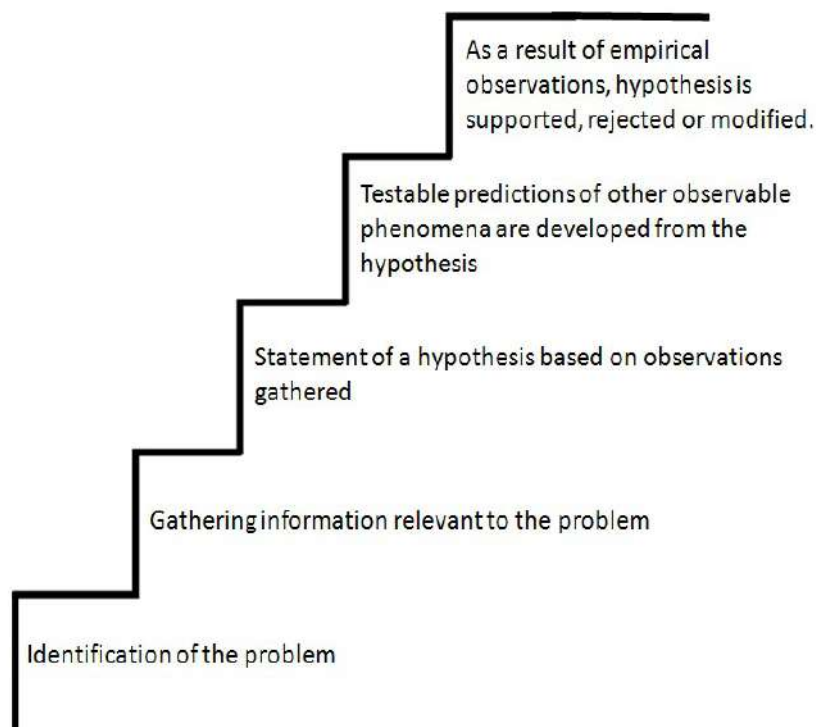 As a result of empirical
observations, hypothesis is
supported, rejected or modified.
Testable predictions of other observable
phenomena are developed from the
hypothesis
Statement of a hypothesis based on observations
gathered
Gathering information relevant to the problem
Identification of the problem